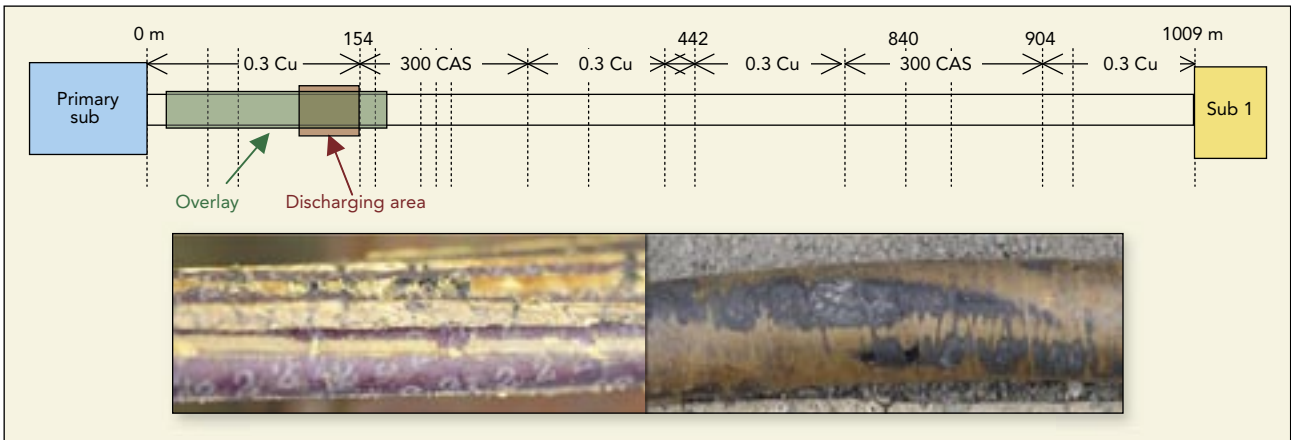 0 m
154
442
840
904
1009 m
0.3 Cu
300 CAS
0.3 Cu
0.3 Cu
300 CAS
0.3 Cu
Primary
sub
Sub 1
Overlay
Discharging area